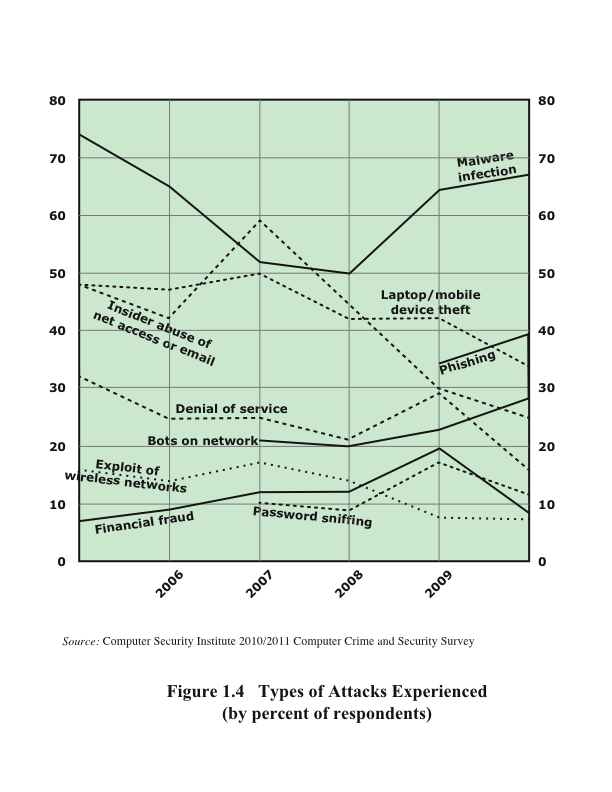 80 80
70 70
Malware
infection
60 60
50 50
Laptop/mobile
device theft
Insider abuse of
net access or email
40 40
Phishing
30 30
Denial of service
Bots on network
20 20
Exploit of
wireless networks
10 10
Password sniffing
Financial fraud
0 0
2006 2007 2008 2009
Source: Computer Security Institute 2010/2011 Computer Crime and Security Survey
Figure 1.4 Types of Attacks Experienced
(by percent of respondents)